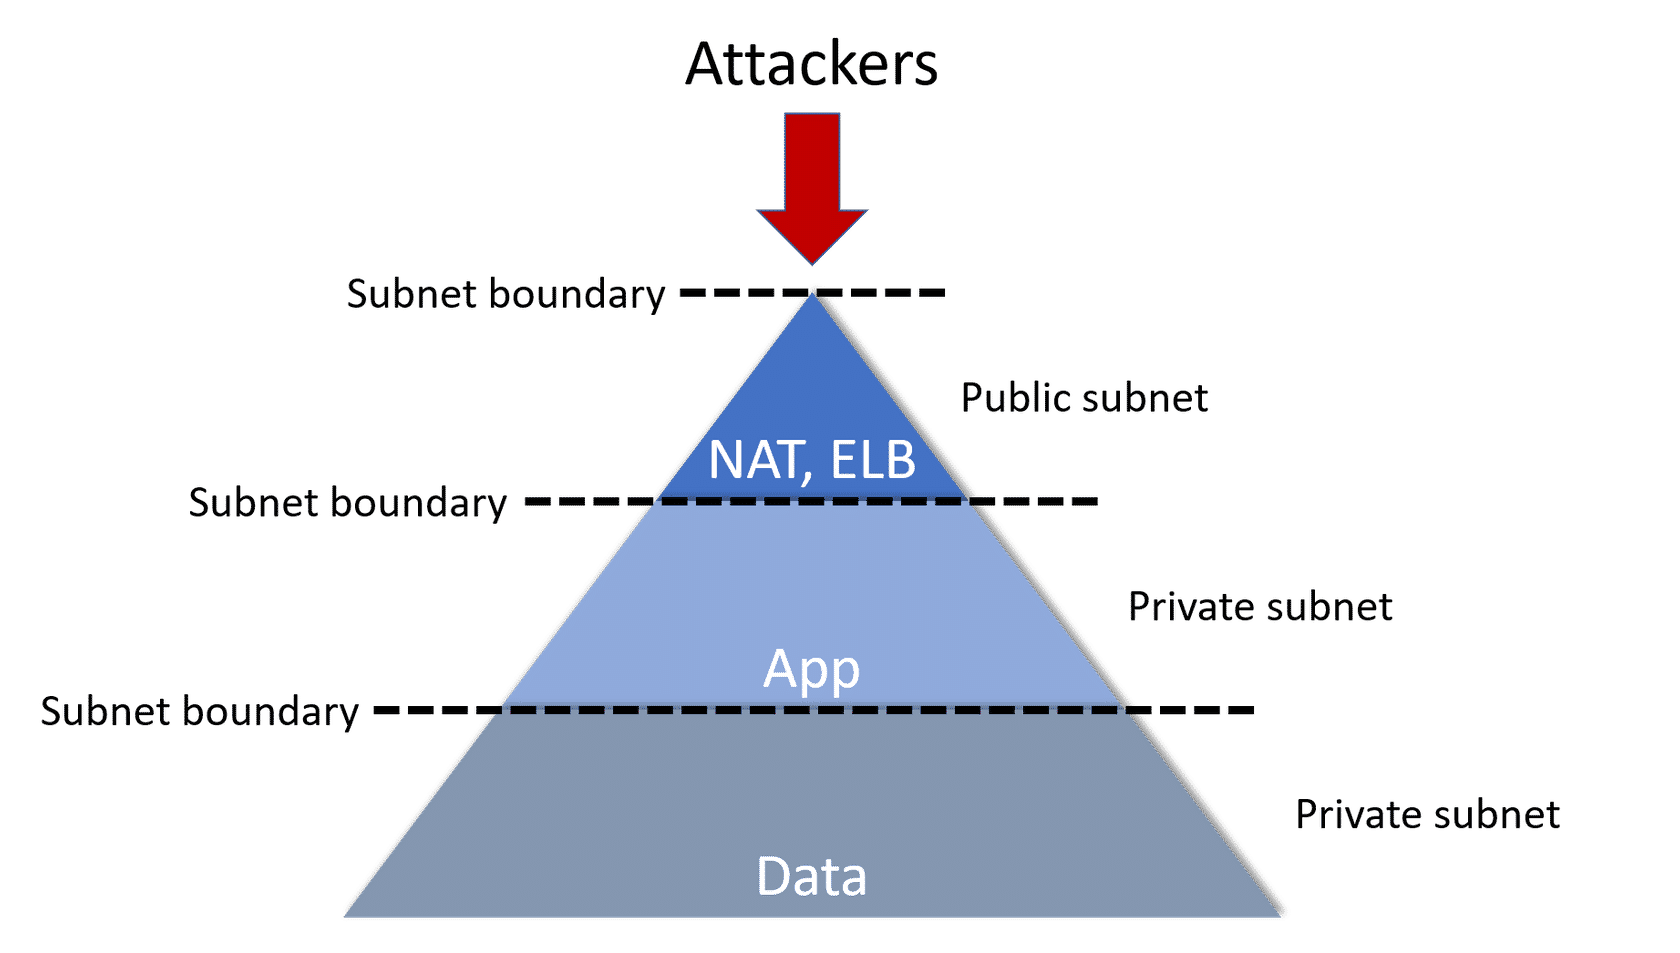 Attackers
Subnet boundary
Public subnet
NAT, ELB
Subnet boundary
Private subnet
App
Subnet boundary
Private subnet
Data